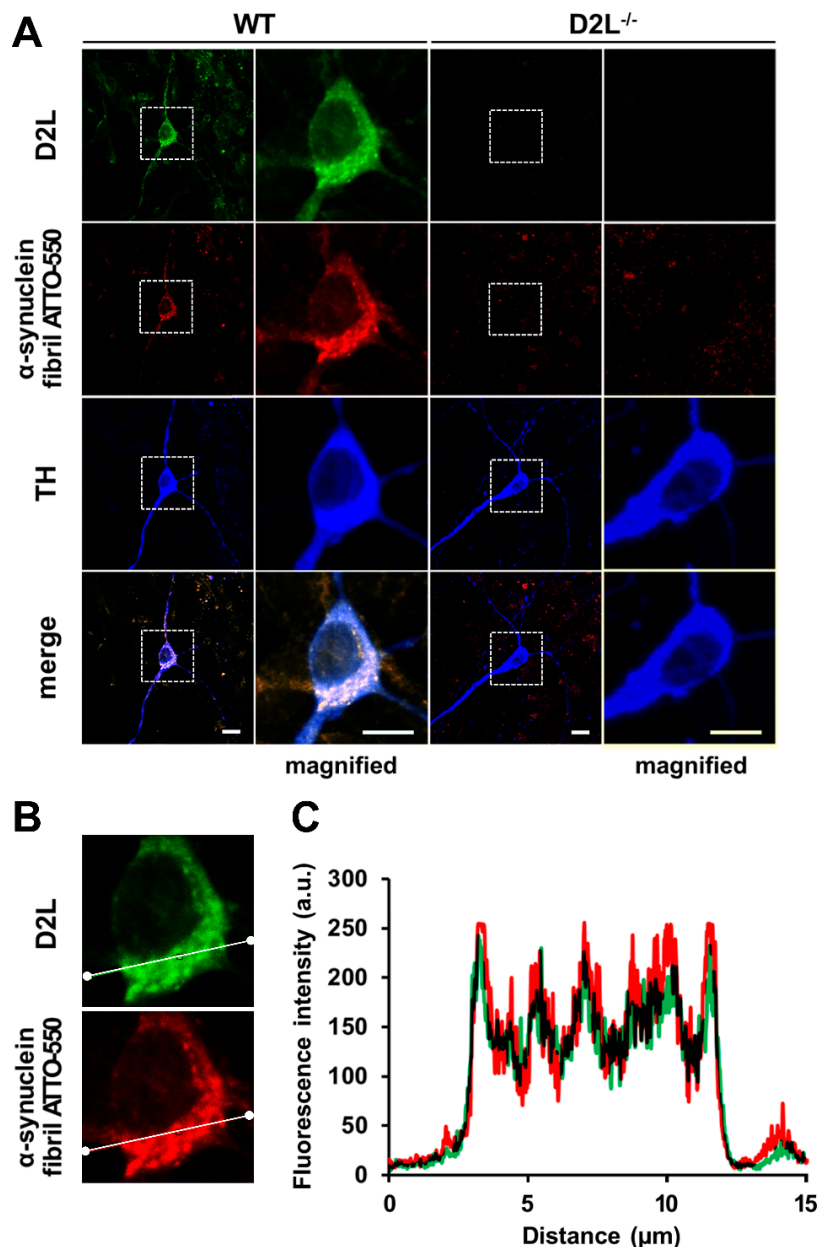 A
WT
D2L-/-
D2L
α-synuclein
fibril ATTO-550
TH
merge
magnified
magnified
B
D2L
α-synuclein
fibril ATTO-550
C
Fluorescence intensity (a.u.)
300
250
200
150
100
50
0
0
5
10
15
Distance (µm)